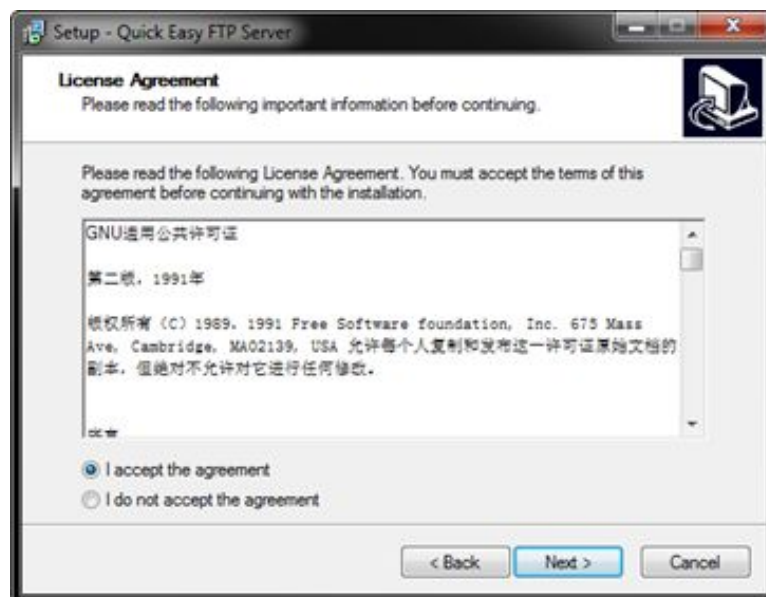 Setup - Quick Easy FTP Server
License Agreement
Please read the following important information before continuing.
Please read the following License Agreement. You must accept the terms of this
agreement before continuing with the installation.
GNU通用公共许可证
第二版，1991年
版权所有 (C) 1989，1991 Free Software foundation, Inc. 675 Mass
Ave, Cambridge, MA02139, USA 允许每个人复制和发布这一许可证原始文档的
副本，但绝对不允许对它进行任何修改。
I accept the agreement
I do not accept the agreement
< Back
Next >
Cancel